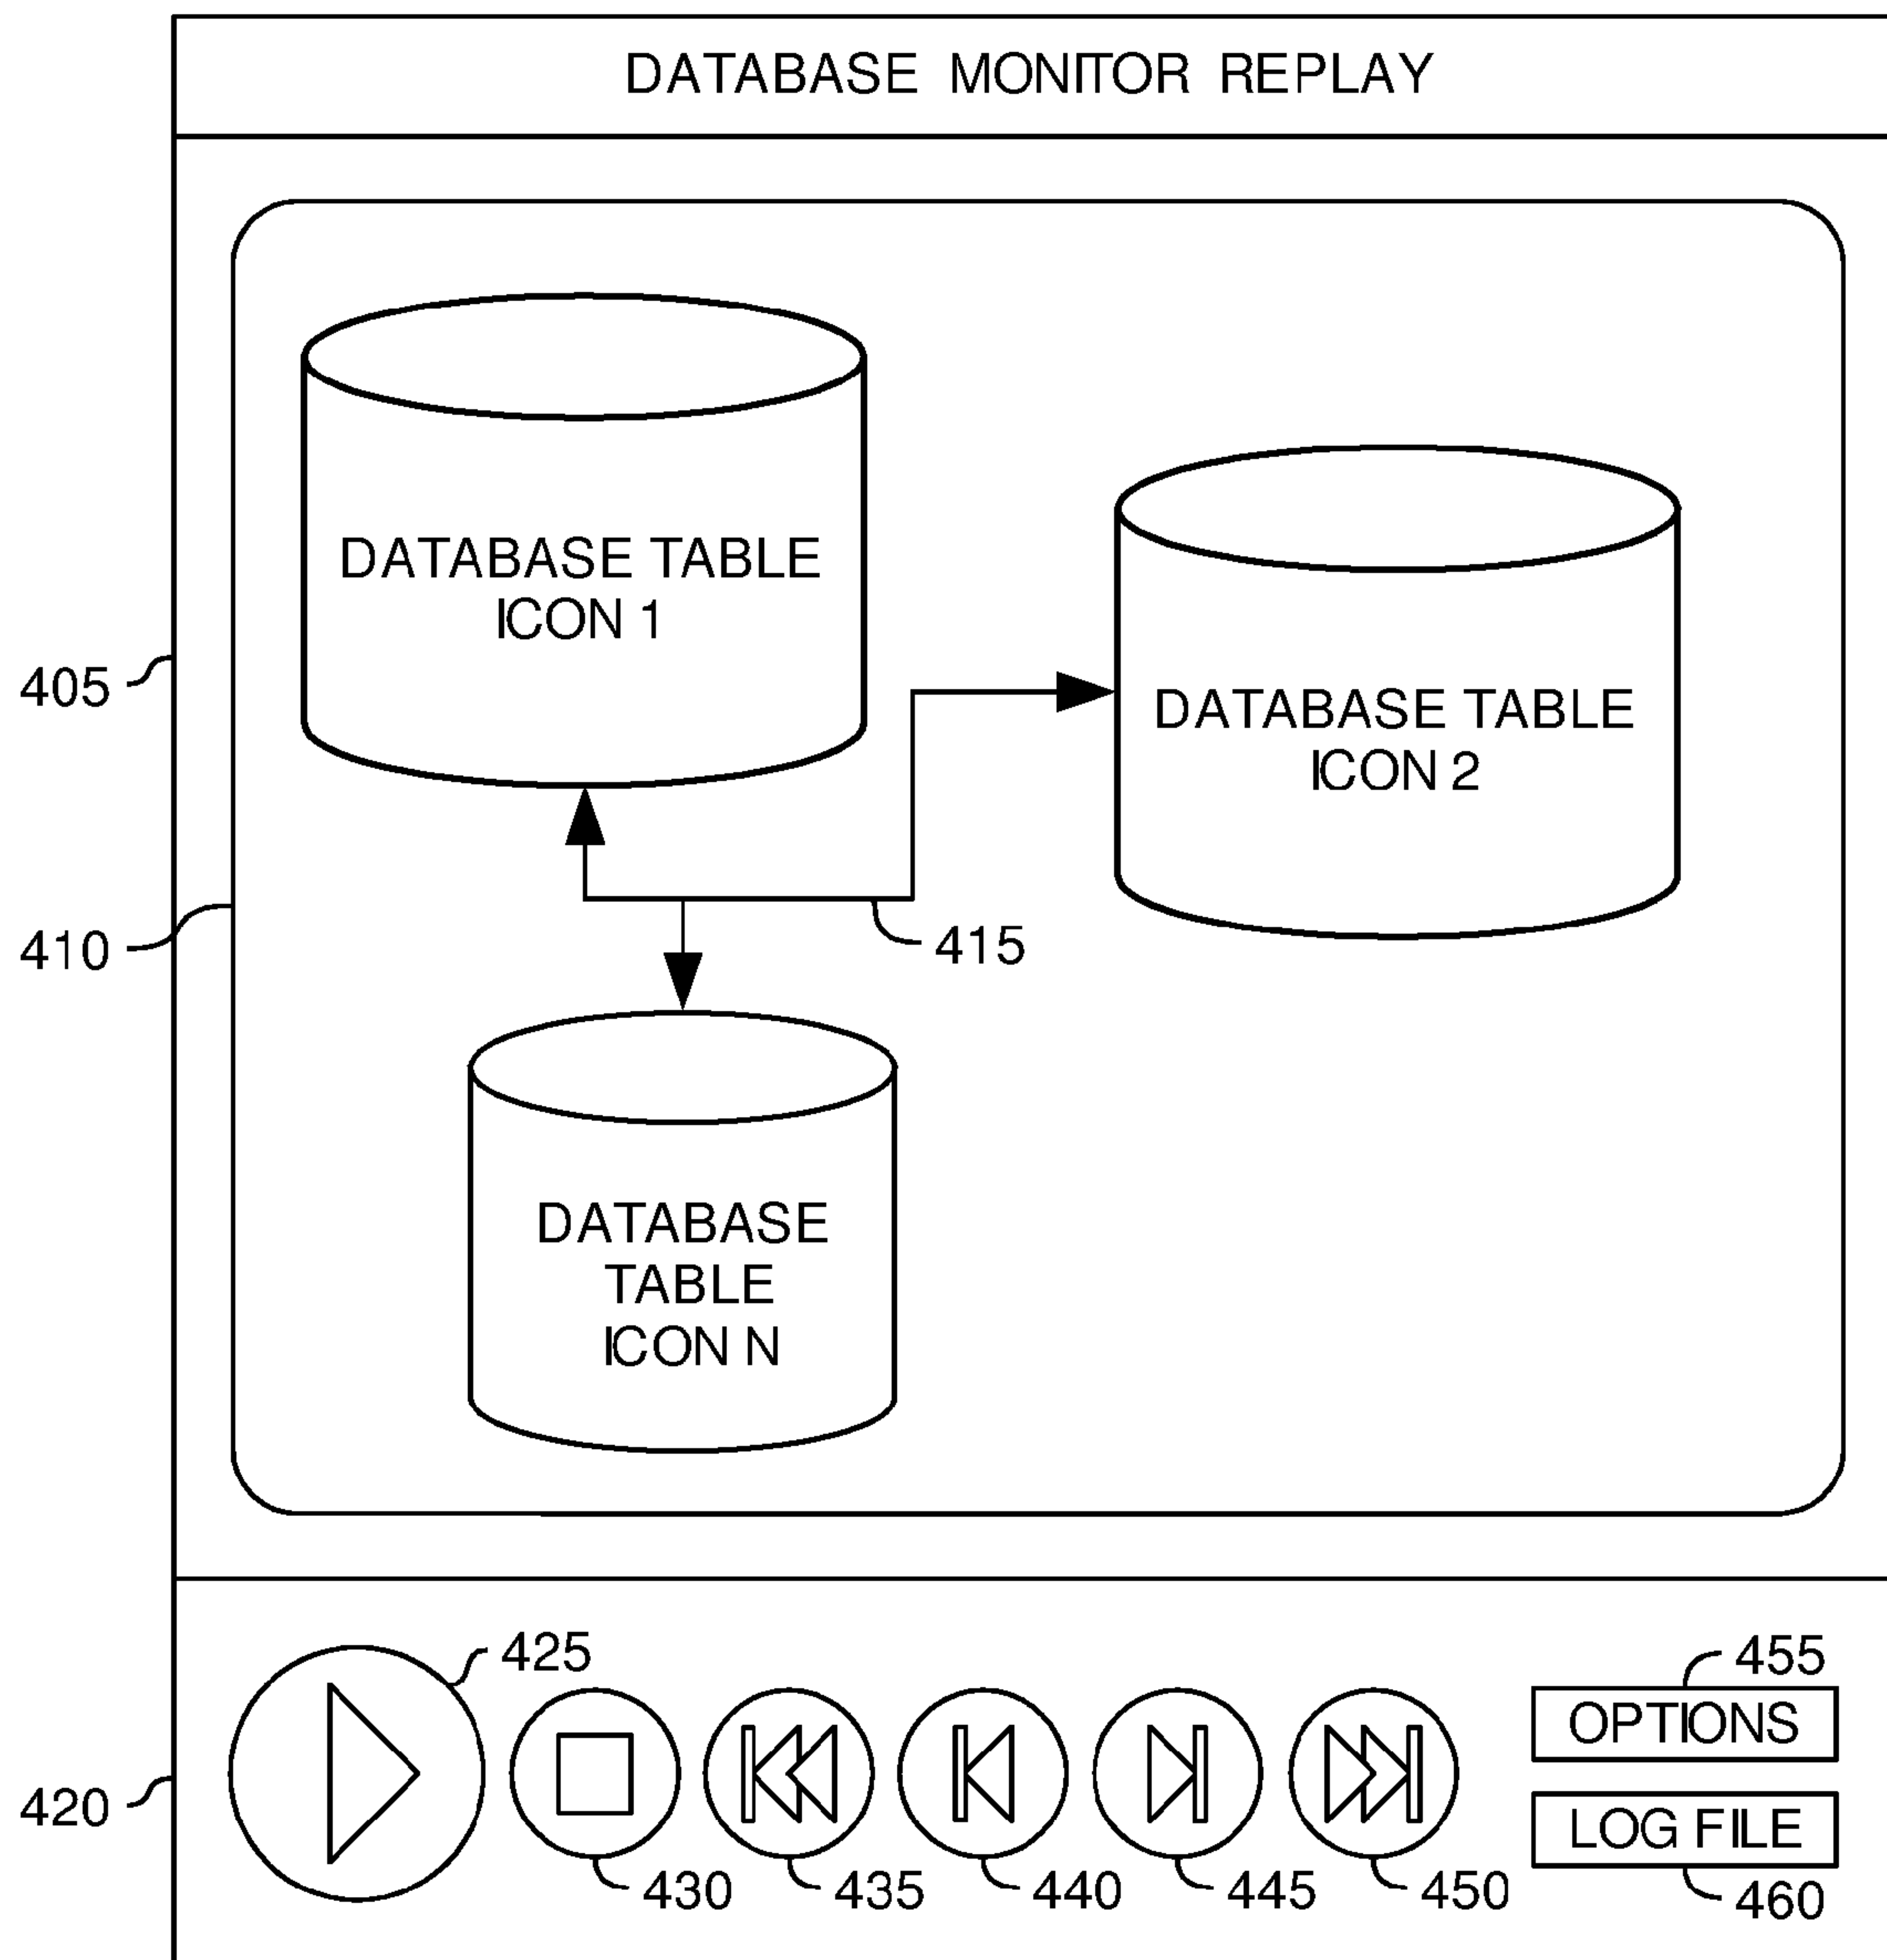 DATABASE MONITOR REPLAY
DATABASE TABLE
ICON 1
405
DATABASE TABLE
ICON 2
410
415
DATABASE
TABLE
ICON N
425
455
OPTIONS
420
LOG FILE
430
435
440
445
450
460